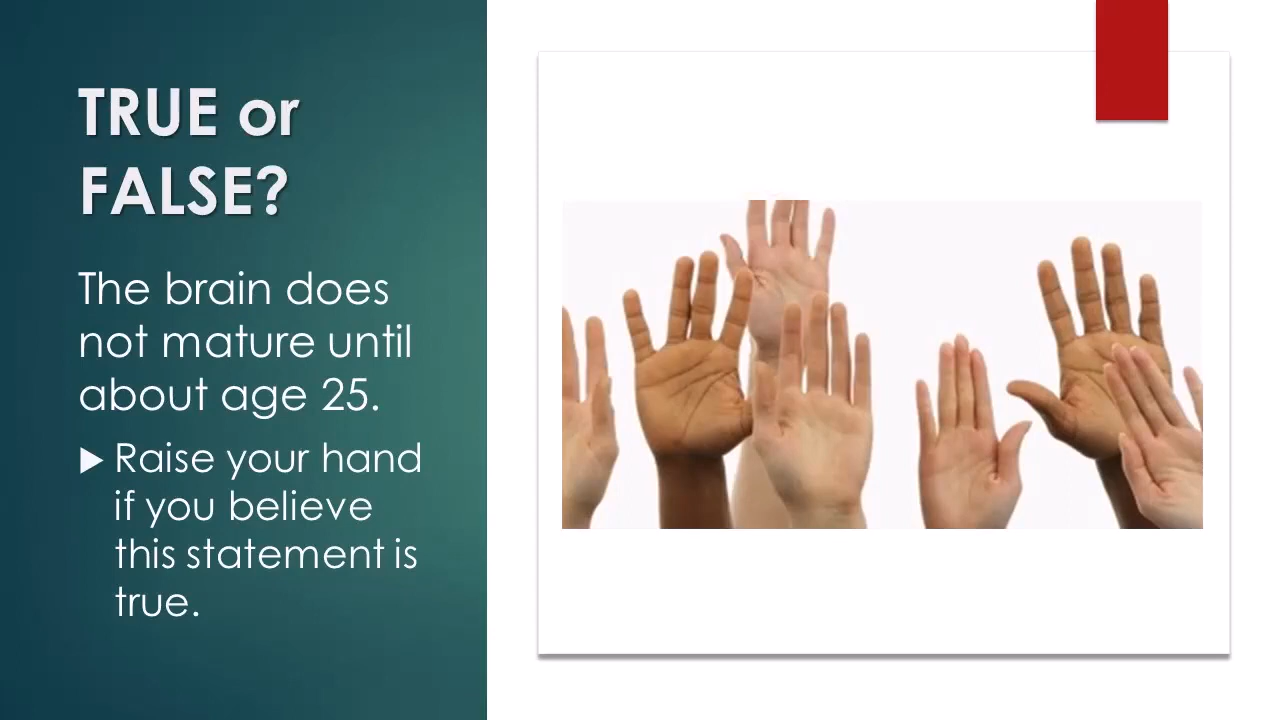 TRUE or
FALSE?
The brain does
not mature until
about age 25.
Raise your hand
if you believe
this statement is
true.